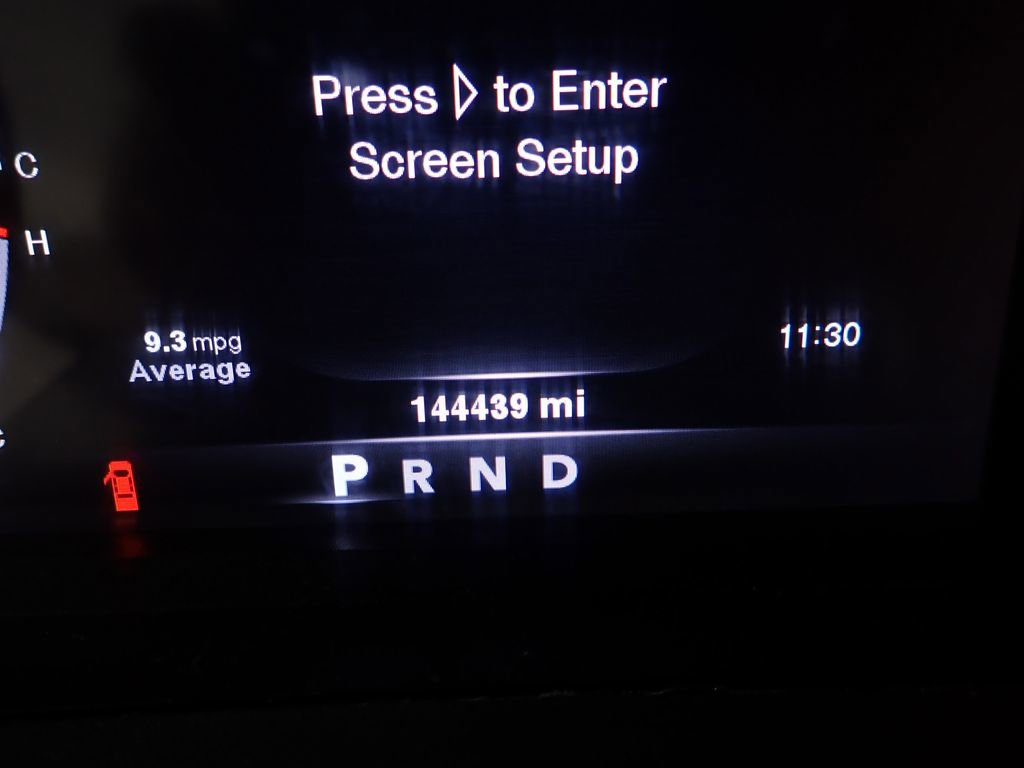 Press ▷ to Enter
Screen Setup
C
H
9.3 mpg
Average
11:30
144439 mi
P R N D